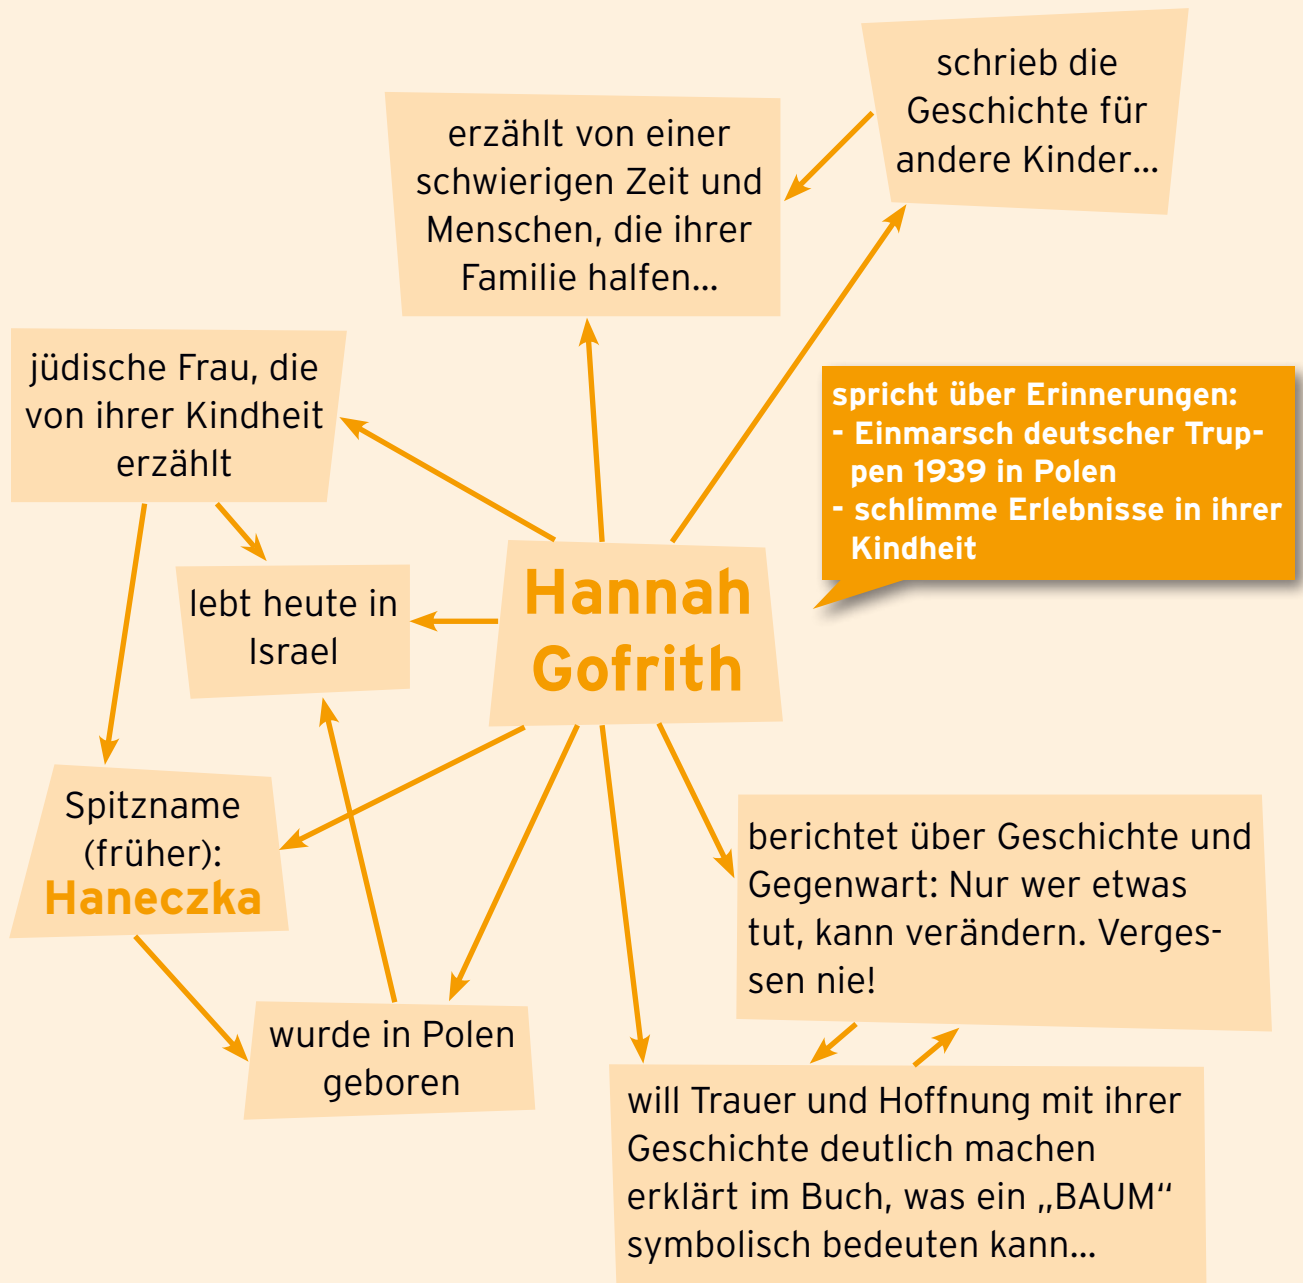 schrieb die
Geschichte für
andere Kinder...
erzählt von einer
schwierigen Zeit und
Menschen, die ihrer
Familie halfen...
jüdische Frau, die
von ihrer Kindheit
erzählt
spricht über Erinnerungen:
- Einmarsch deutscher Trup-
pen 1939 in Polen
- schlimme Erlebnisse in ihrer
Kindheit
lebt heute in
Israel
Hannah
Gofrith
Spitzname
(früher):
Haneczka
berichtet über Geschichte und
Gegenwart: Nur wer etwas
tut, kann verändern. Verges-
sen nie!
wurde in Polen
geboren
will Trauer und Hoffnung mit ihrer
Geschichte deutlich machen
erklärt im Buch, was ein „BAUM“
symbolisch bedeuten kann...